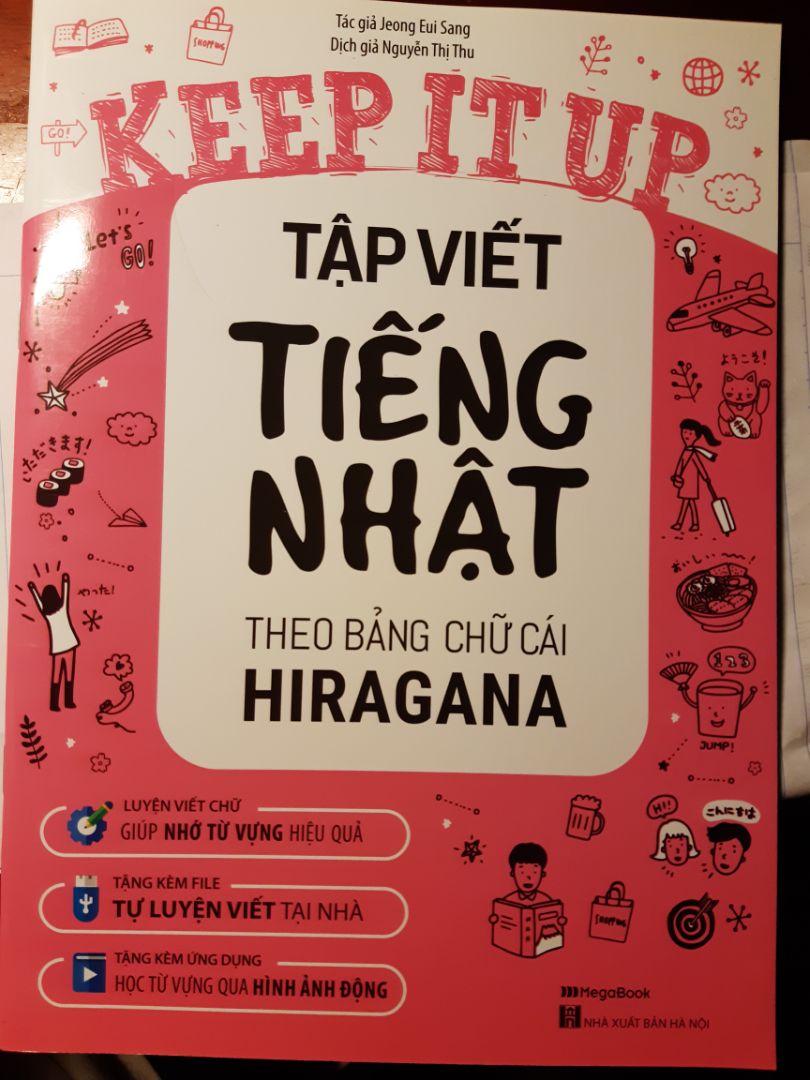 Tác giả Jeong Eui Sang
Dịch giả Nguyễn Thị Thu
SHOPPING
GO!
KEEP IT UP
Let's
GO!
TẬP VIẾT
TIẾNG
NHẬT
THEO BẢNG CHỮ CÁI
HIRAGANA
ようこそ!
いただきます!
やった!
おいしい〜!
1 2 3
JUMP!
LUYỆN VIẾT CHỮ
GIÚP NHỚ TỪ VỰNG HIỆU QUẢ
TẶNG KÈM FILE
TỰ LUYỆN VIẾT TẠI NHÀ
TẶNG KÈM ỨNG DỤNG
HỌC TỪ VỰNG QUA HÌNH ẢNH ĐỘNG
HI!
こんにちは
SHOPPING
MegaBook
NHÀ XUẤT BẢN HÀ NỘI